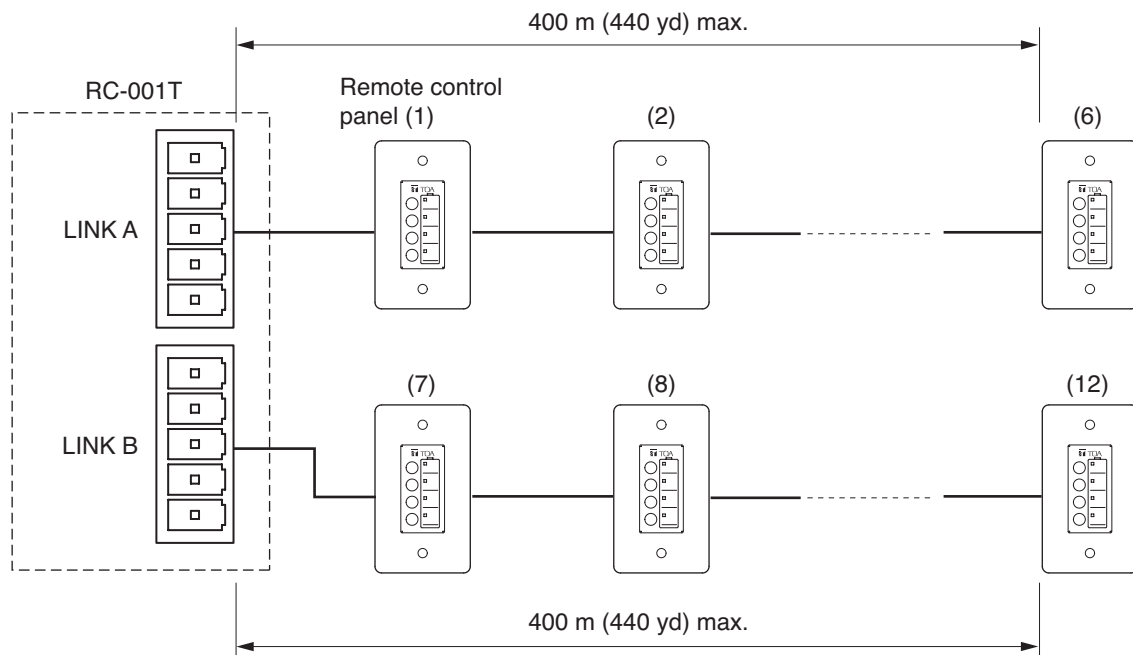 400 m (440 yd) max.
RC-001T
Remote control
panel (1)
(2)
(6)
TOA
TOA
TOA
LINK A
LINK B
(7)
(8)
(12)
TOA
TOA
TOA
400 m (440 yd) max.